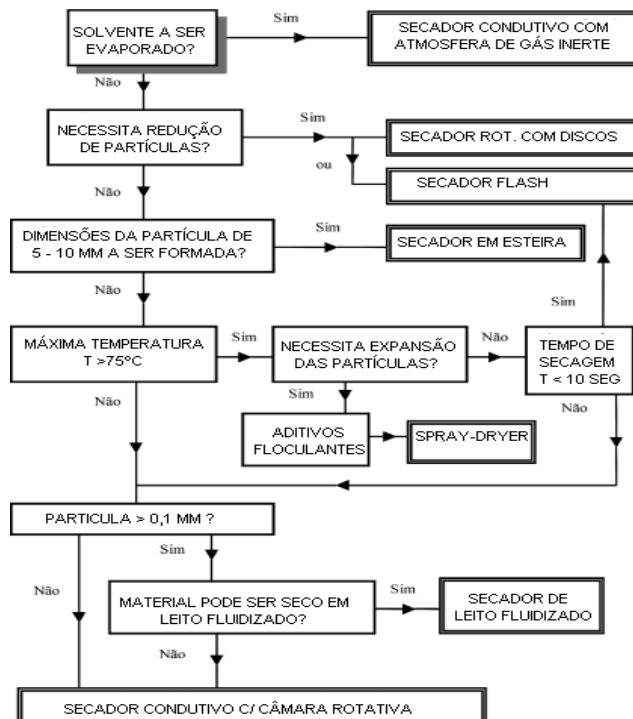 SOLVENTE A SER
EVAPORADO?
Sim
SECADOR CONDUTIVO COM
ATMOSFERA DE GÁS INERTE
Não
NECESSITA REDUÇÃO
DE PARTÍCULAS?
Sim
SECADOR ROT. COM DISCOS
ou
SECADOR FLASH
Não
DIMENSÕES DA PARTÍCULA DE
5 - 10 MM A SER FORMADA?
Sim
SECADOR EM ESTEIRA
Não
Sim
MÁXIMA TEMPERATURA
T >75°C
Sim
NECESSITA EXPANSÃO
DAS PARTÍCULAS?
Não
TEMPO DE
SECAGEM
T < 10 SEG
Não
Sim
Não
ADITIVOS
FLOCULANTES
SPRAY-DRYER
PARTICULA > 0,1 MM ?
Sim
Não
MATERIAL PODE SER SECO EM
LEITO FLUIDIZADO?
Sim
SECADOR DE
LEITO FLUIDIZADO
Não
SECADOR CONDUTIVO C/ CÂMARA ROTATIVA